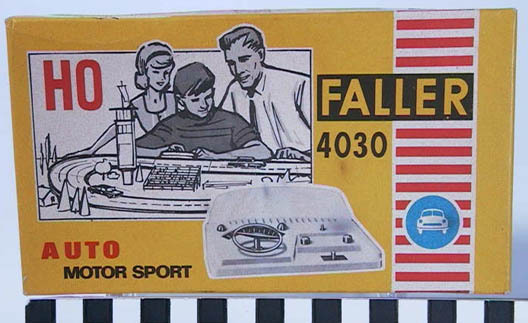 HO
FALLER
4030
AUTO
MOTOR SPORT